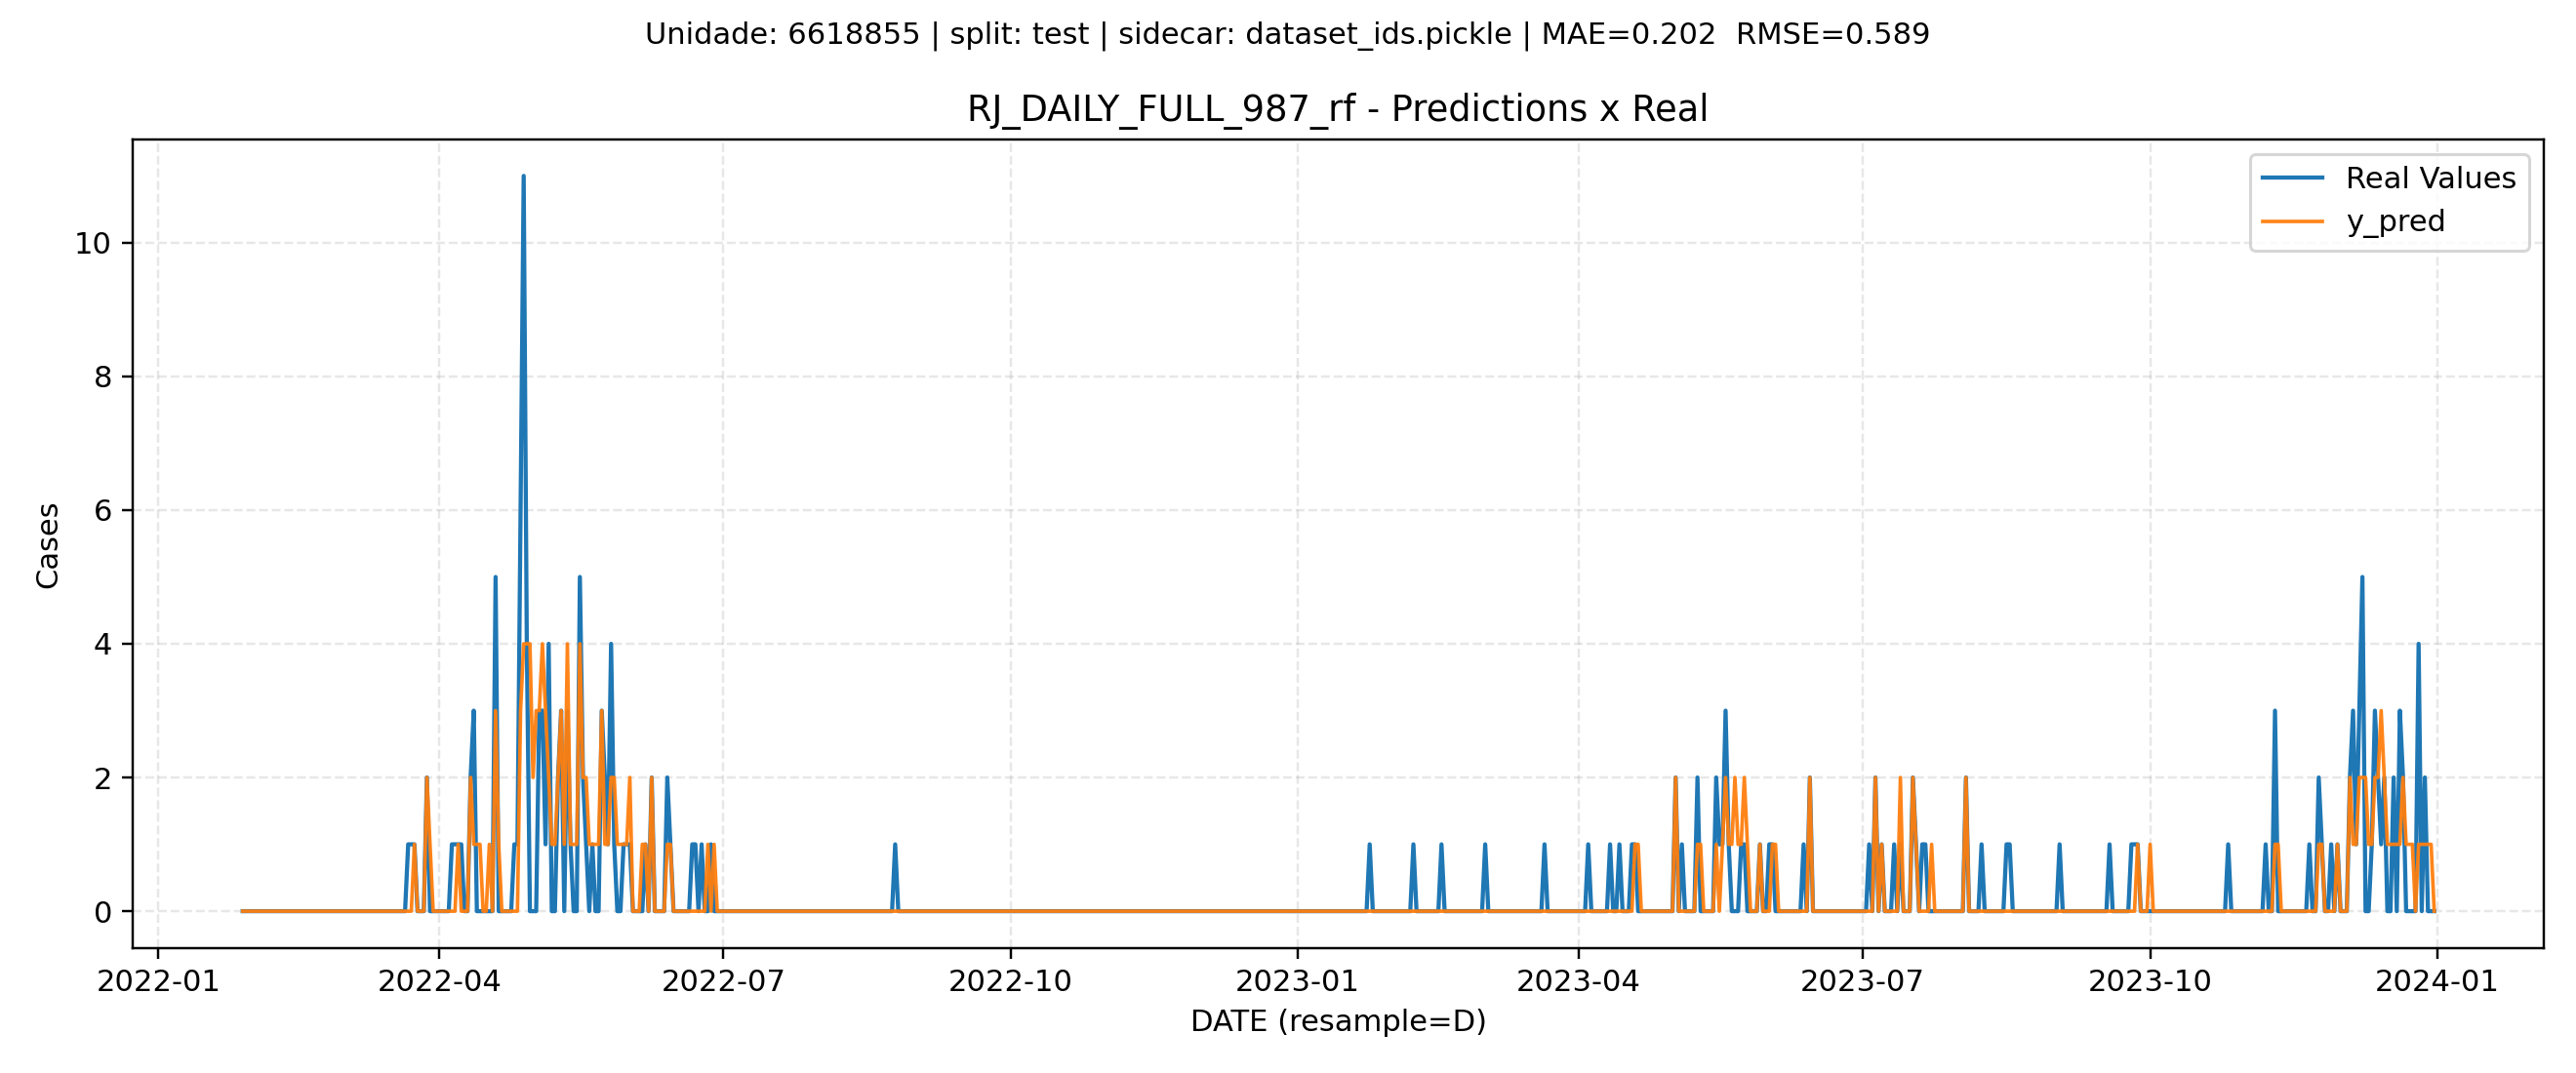 Unidade: 6618855 | split: test | sidecar: dataset_ids.pickle | MAE=0.202  RMSE=0.589
RJ_DAILY_FULL_987_rf - Predictions x Real
Real Values
y_pred
10
8
6
4
2
0
Cases
2022-01 2022-04 2022-07 2022-10 2023-01 2023-04 2023-07 2023-10 2024-01
DATE (resample=D)